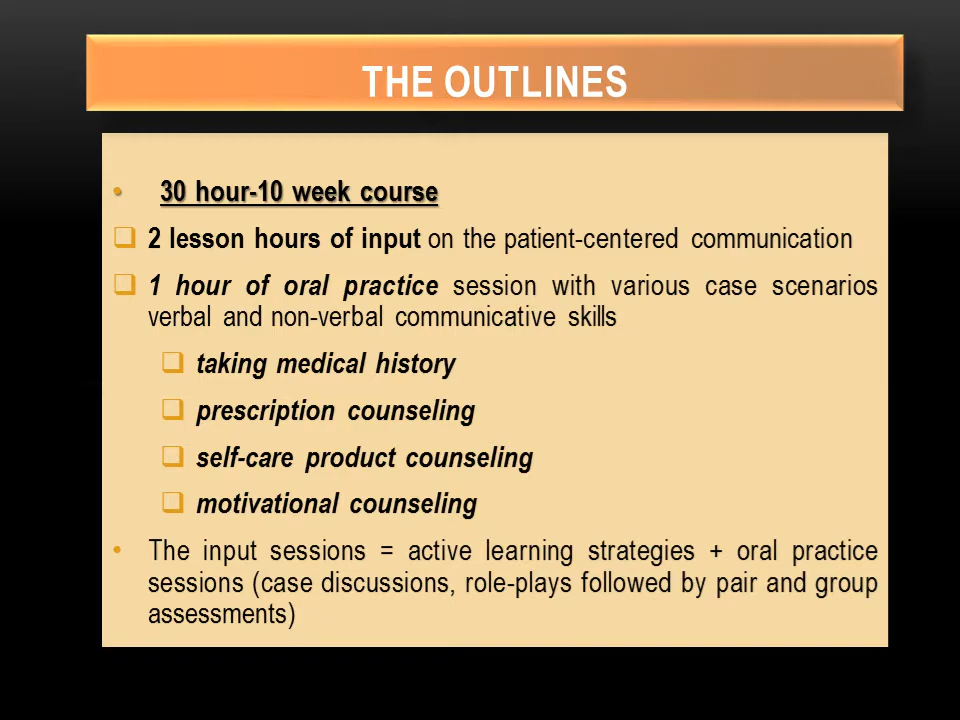 THE OUTLINES
• 30 hour-10 week course
❑ 2 lesson hours of input on the patient-centered communication
❑ 1 hour of oral practice session with various case scenarios
verbal and non-verbal communicative skills
❑ taking medical history
❑ prescription counseling
❑ self-care product counseling
❑ motivational counseling
• The input sessions = active learning strategies + oral practice
sessions (case discussions, role-plays followed by pair and group
assessments)